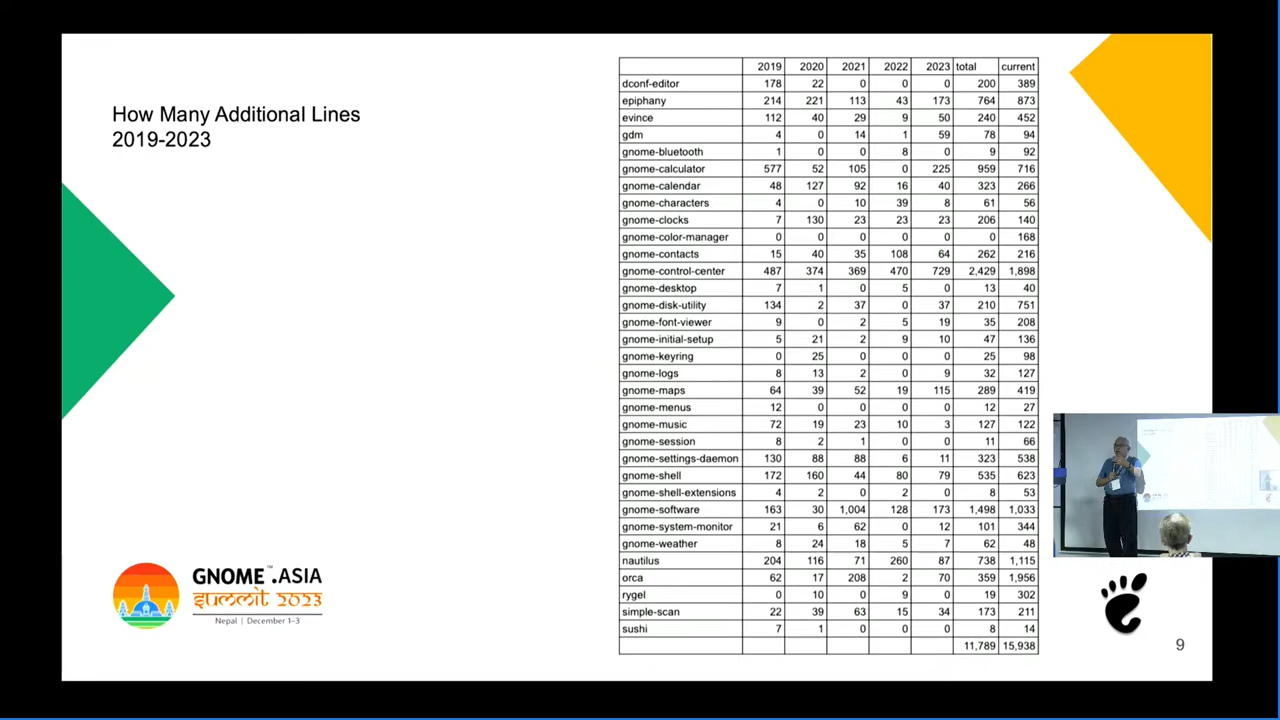 How Many Additional Lines
2019-2023
2019 2020 2021 2022 2023 total current
dconf-editor 178 22 0 0 0 200 389
epiphany 214 221 113 43 173 764 873
evince 112 40 29 9 50 240 452
gdm 4 0 14 1 59 78 94
gnome-bluetooth 1 0 0 8 0 9 92
gnome-calculator 577 52 105 0 225 959 716
gnome-calendar 48 127 92 16 40 323 266
gnome-characters 4 0 10 39 8 61 56
gnome-clocks 7 130 23 23 23 206 140
gnome-color-manager 0 0 0 0 0 0 168
gnome-contacts 15 40 35 108 64 262 216
gnome-control-center 487 374 369 470 729 2,429 1,898
gnome-desktop 7 1 0 5 0 13 40
gnome-disk-utility 134 2 37 0 37 210 751
gnome-font-viewer 9 0 2 5 19 35 208
gnome-initial-setup 5 21 2 9 10 47 136
gnome-keyring 0 25 0 0 0 25 98
gnome-logs 8 13 2 0 9 32 127
gnome-maps 64 39 52 19 115 289 419
gnome-menus 12 0 0 0 0 12 27
gnome-music 72 19 23 10 3 127 122
gnome-session 8 2 1 0 0 11 66
gnome-settings-daemon 130 88 88 6 11 323 538
gnome-shell 172 160 44 80 79 535 623
gnome-shell-extensions 4 2 0 2 0 8 53
gnome-software 163 30 1,004 128 173 1,498 1,033
gnome-system-monitor 21 6 62 0 12 101 344
gnome-weather 8 24 18 5 7 62 48
nautilus 204 116 71 260 87 738 1,115
orca 62 17 208 2 70 359 1,956
rygel 0 10 0 9 0 19 302
simple-scan 22 39 63 15 34 173 211
sushi 7 1 0 0 0 8 14
11,789 15,938
GNOME™.ASIA
summit 2023
Nepal | December 1-3
9